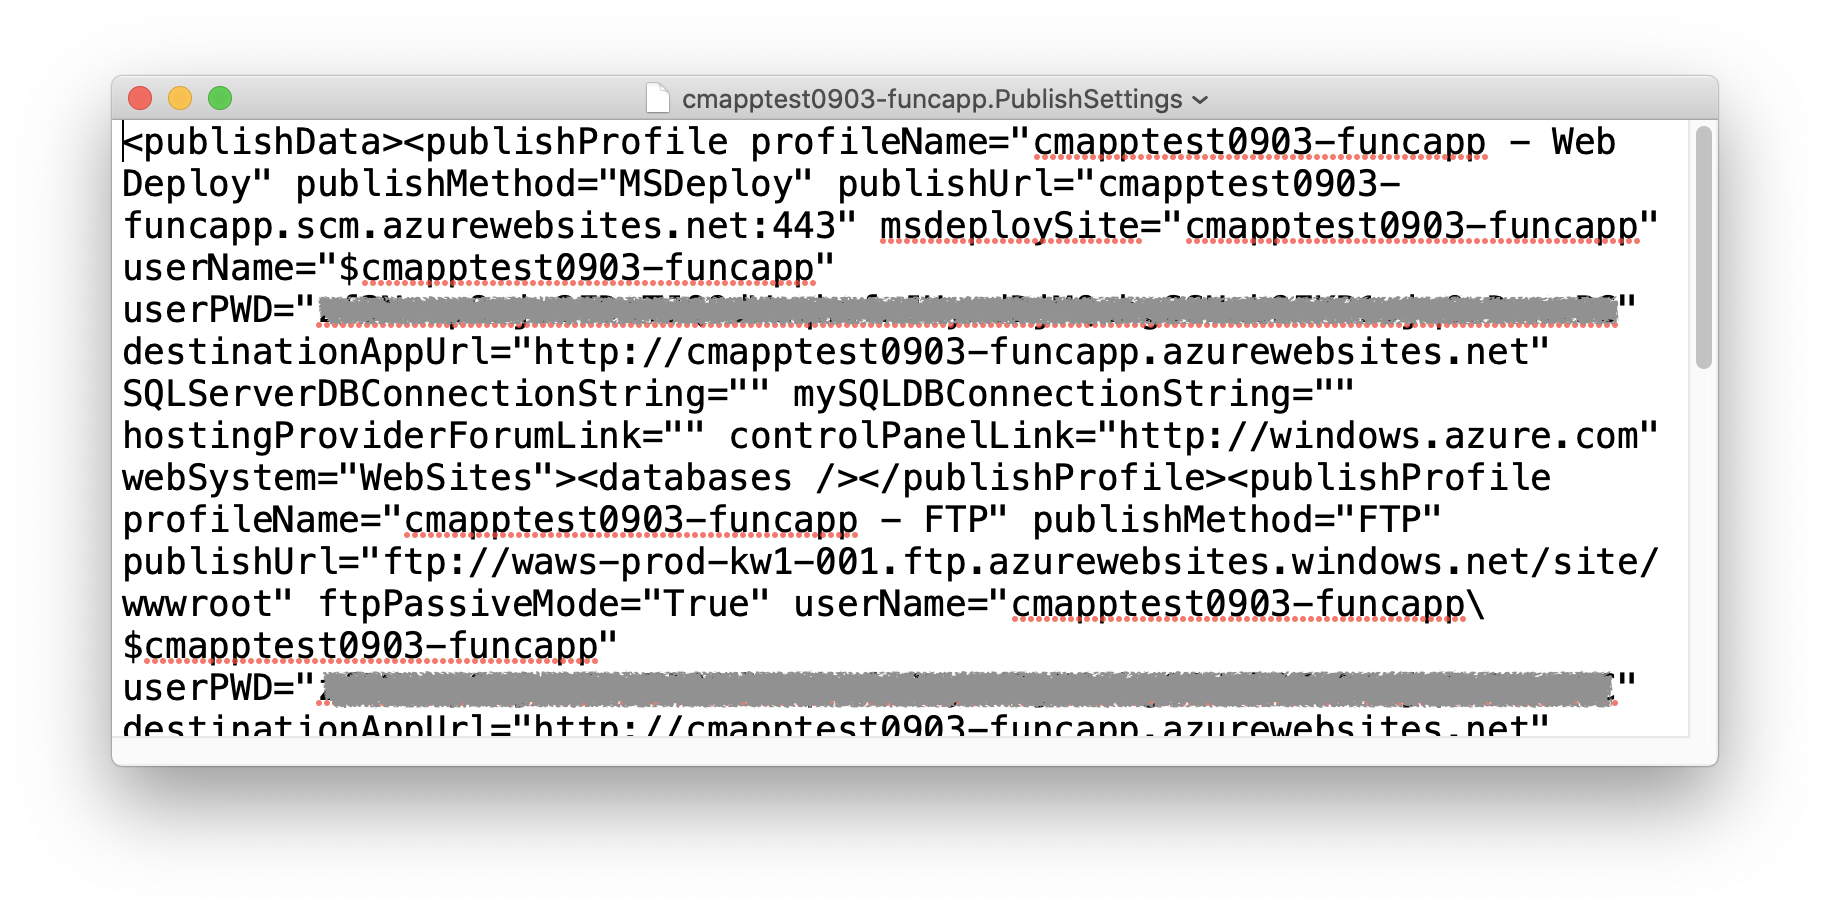 cmapptest0903-funcapp.PublishSettings
<publishData><publishProfile profileName="cmapptest0903-funcapp - Web
Deploy" publishMethod="MSDeploy" publishUrl="cmapptest0903-
funcapp.scm.azurewebsites.net:443" msdeploySite="cmapptest0903-funcapp"
userName="$cmapptest0903-funcapp"
userPWD=" "
destinationAppUrl="http://cmapptest0903-funcapp.azurewebsites.net"
SQLServerDBConnectionString="" mySQLDBConnectionString=""
hostingProviderForumLink="" controlPanelLink="http://windows.azure.com"
webSystem="WebSites"><databases /></publishProfile><publishProfile
profileName="cmapptest0903-funcapp - FTP" publishMethod="FTP"
publishUrl="ftp://waws-prod-kw1-001.ftp.azurewebsites.windows.net/site/
wwwroot" ftpPassiveMode="True" userName="cmapptest0903-funcapp\
$cmapptest0903-funcapp"
userPWD=" "
destinationAppUrl="http://cmapptest0903-funcapp.azurewebsites.net"